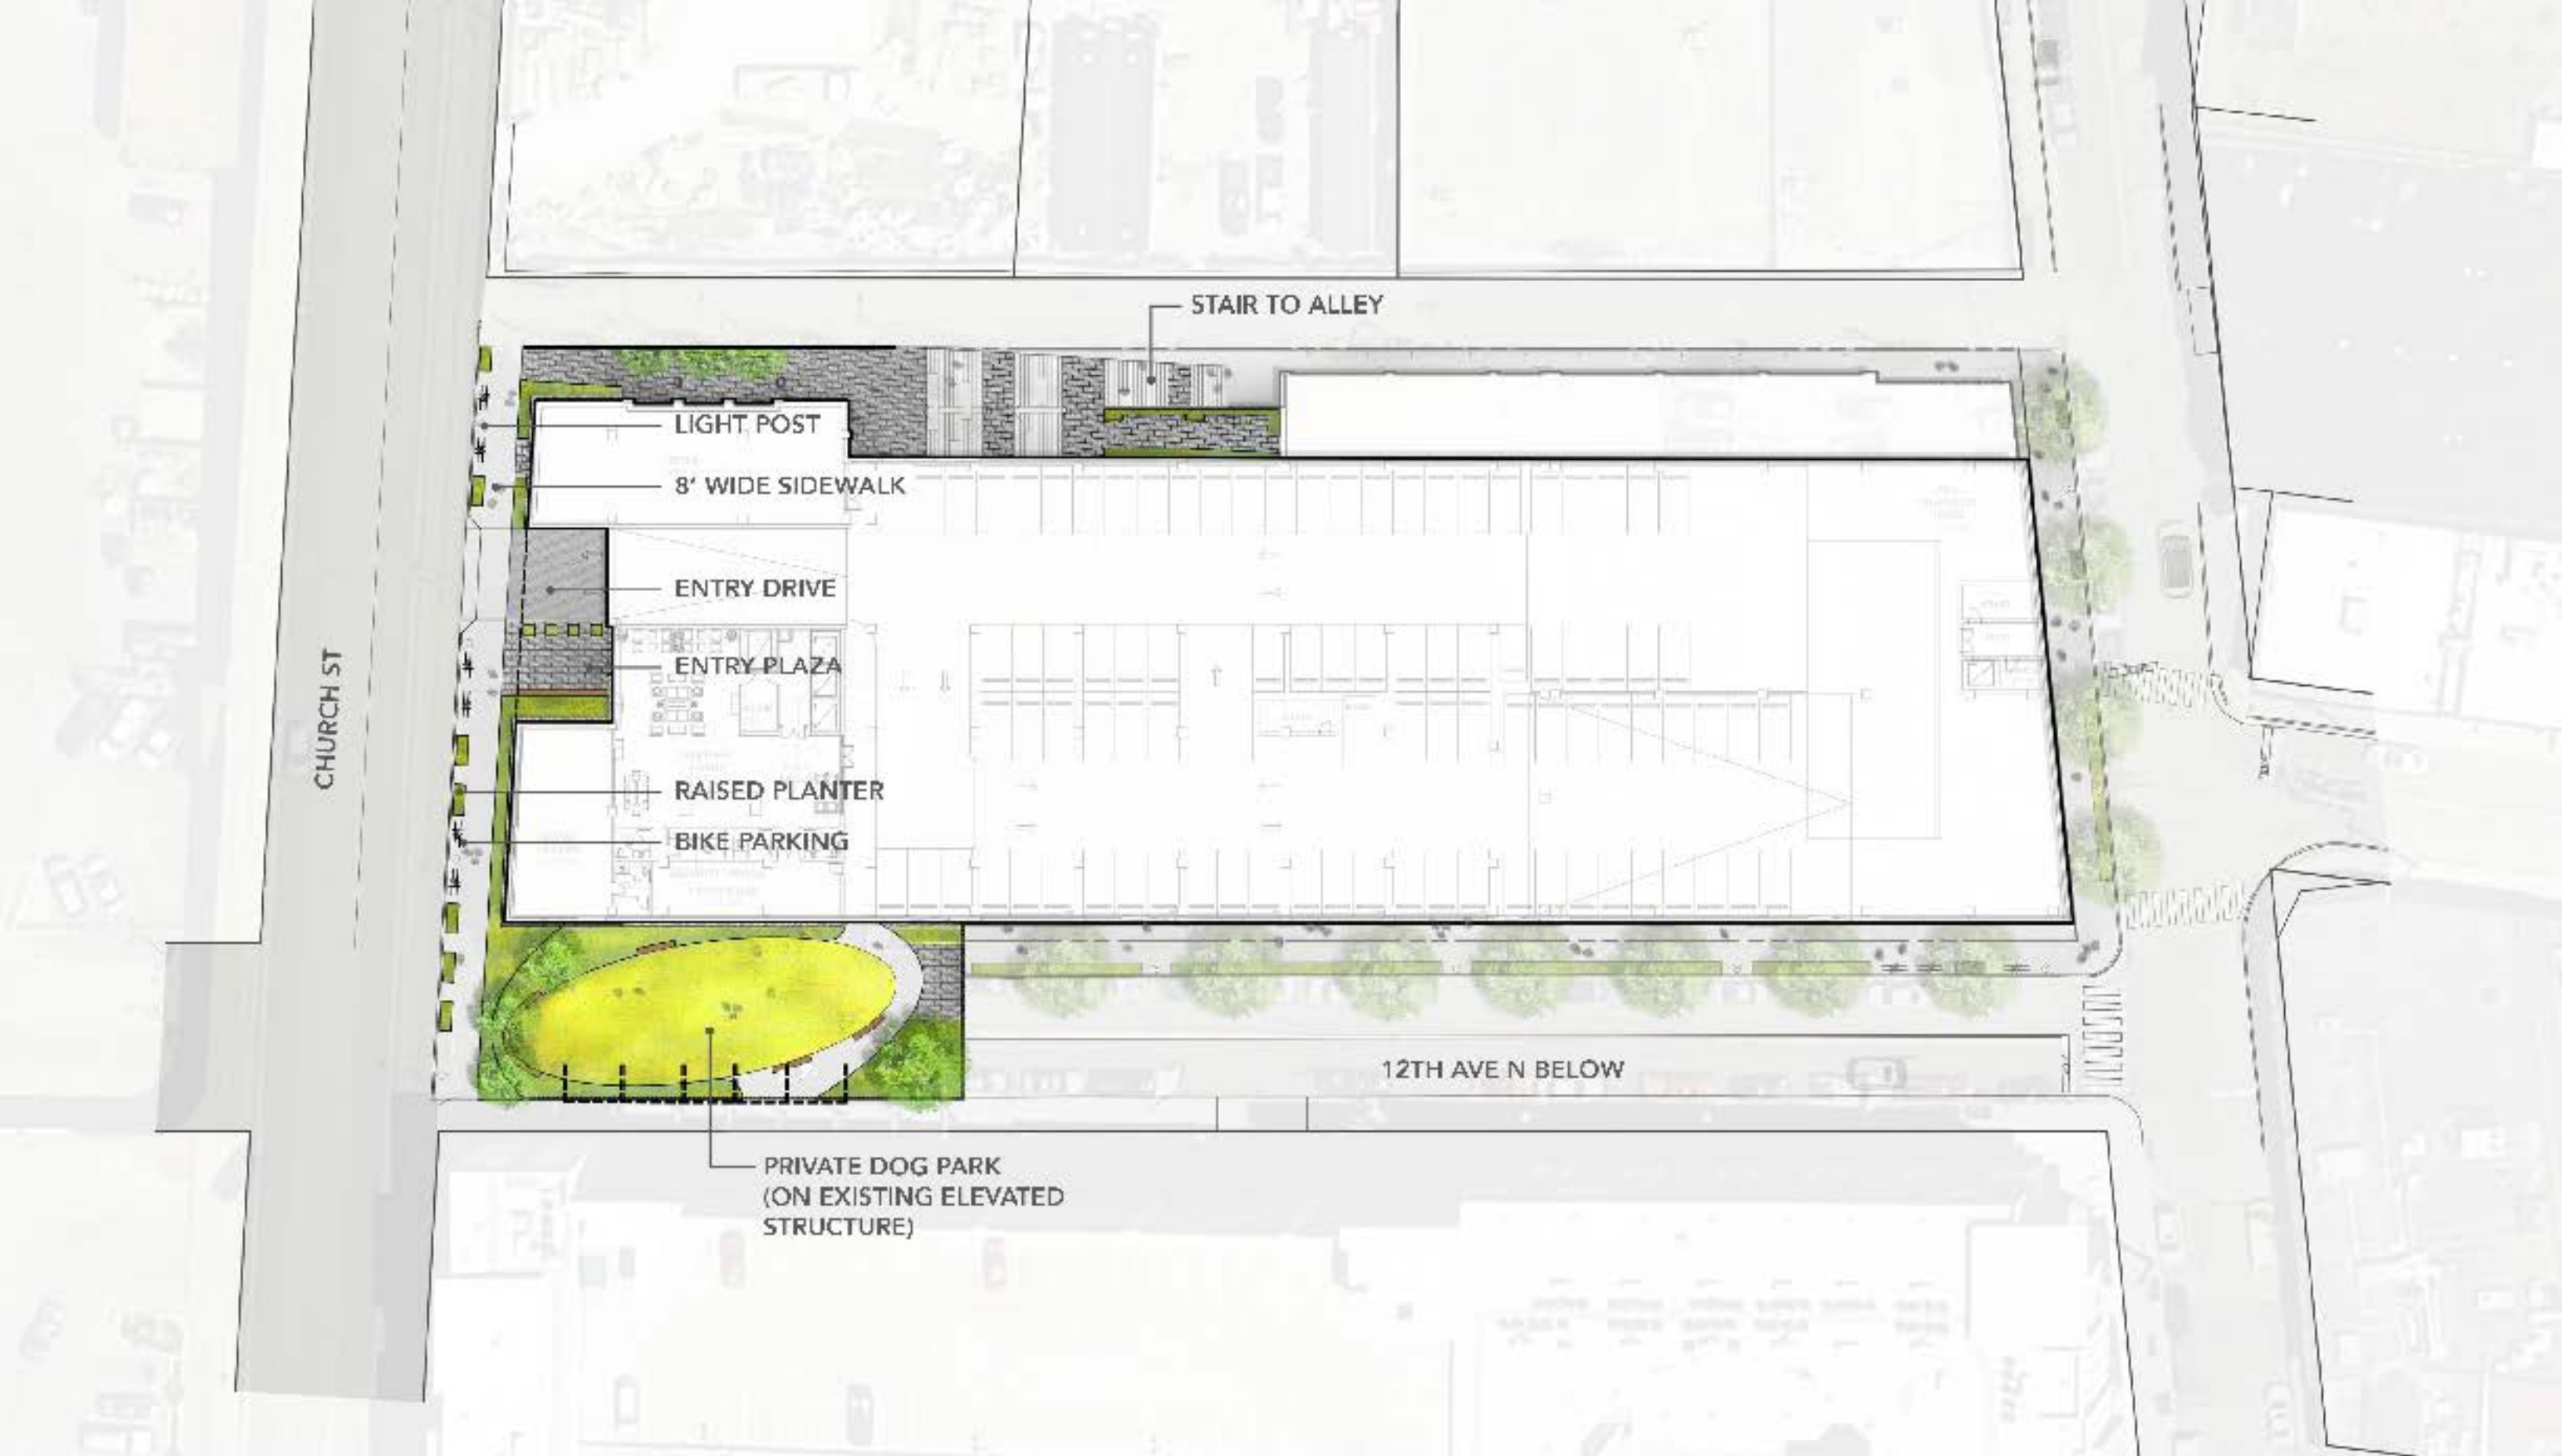 STAIR TO ALLEY
LIGHT POST
8' WIDE SIDEWALK
ENTRY DRIVE
ENTRY PLAZA
CHURCH ST
RAISED PLANTER
BIKE PARKING
12TH AVE N BELOW
PRIVATE DOG PARK
(ON EXISTING ELEVATED
STRUCTURE)